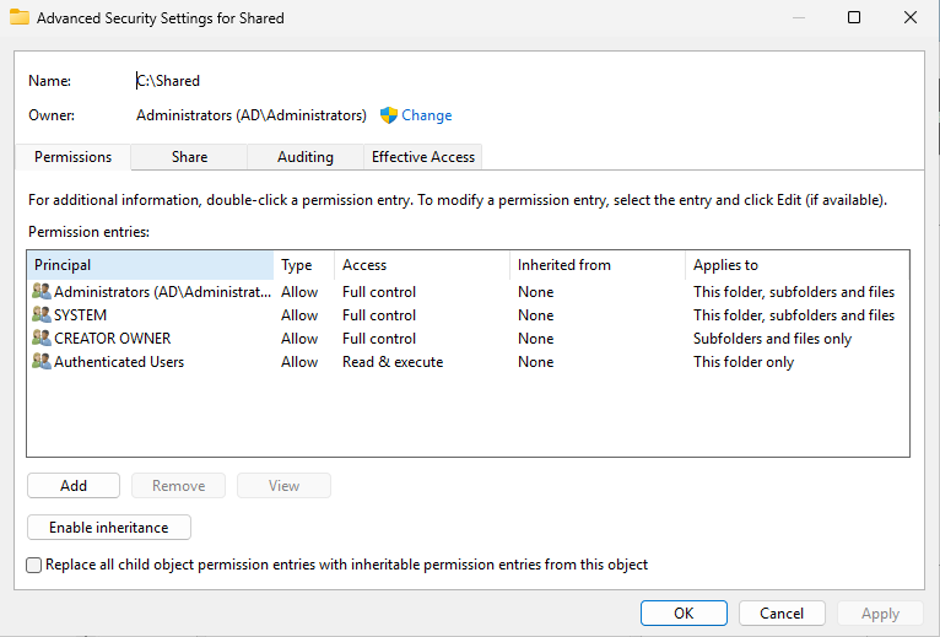 Advanced Security Settings for Shared
Name: C:\Shared
Owner: Administrators (AD\Administrators) Change
Permissions Share Auditing Effective Access
For additional information, double-click a permission entry. To modify a permission entry, select the entry and click Edit (if available).
Permission entries:
Principal Type Access Inherited from Applies to
Administrators (AD\Administrat... Allow Full control None This folder, subfolders and files
SYSTEM Allow Full control None This folder, subfolders and files
CREATOR OWNER Allow Full control None Subfolders and files only
Authenticated Users Allow Read & execute None This folder only
Add Remove View
Enable inheritance
Replace all child object permission entries with inheritable permission entries from this object
OK Cancel Apply